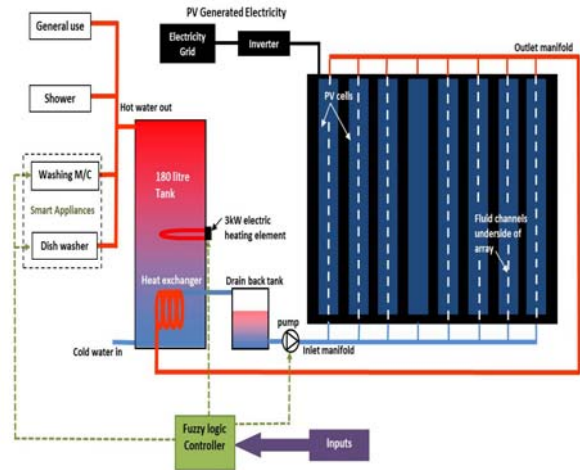 PV Generated Electricity
General use
Electricity
Grid
Inverter
Outlet manifold
Shower
Hot water out
PV cells
Washing M/C
180 litre
Tank
Smart Appliances
3kW electric
heating element
Dish washer
Fluid channels
underside of
array
Heat exchanger
Drain back tank
pump
Cold water in
Inlet manifold
Fuzzy logic
Controller
Inputs